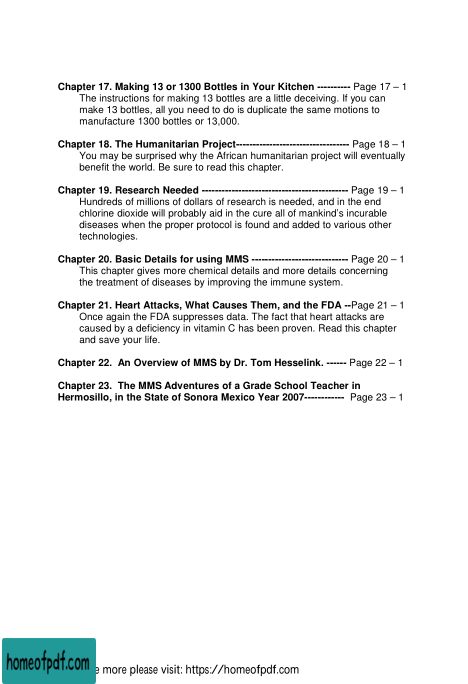 Chapter 17. Making 13 or 1300 Bottles in Your Kitchen ---------- Page 17 – 1
The instructions for making 13 bottles are a little deceiving. If you can
make 13 bottles, all you need to do is duplicate the same motions to
manufacture 1300 bottles or 13,000.
Chapter 18. The Humanitarian Project---------------------------------- Page 18 – 1
You may be surprised why the African humanitarian project will eventually
benefit the world. Be sure to read this chapter.
Chapter 19. Research Needed -------------------------------------------- Page 19 – 1
Hundreds of millions of dollars of research is needed, and in the end
chlorine dioxide will probably aid in the cure all of mankind's incurable
diseases when the proper protocol is found and added to various other
technologies.
Chapter 20. Basic Details for using MMS ----------------------------- Page 20 – 1
This chapter gives more chemical details and more details concerning
the treatment of diseases by improving the immune system.
Chapter 21. Heart Attacks, What Causes Them, and the FDA --Page 21 – 1
Once again the FDA suppresses data. The fact that heart attacks are
caused by a deficiency in vitamin C has been proven. Read this chapter
and save your life.
Chapter 22. An Overview of MMS by Dr. Tom Hesselink. ------ Page 22 – 1
Chapter 23. The MMS Adventures of a Grade School Teacher in
Hermosillo, in the State of Sonora Mexico Year 2007------------ Page 23 – 1
homeofpdf.com
e more please visit: https://homeofpdf.com